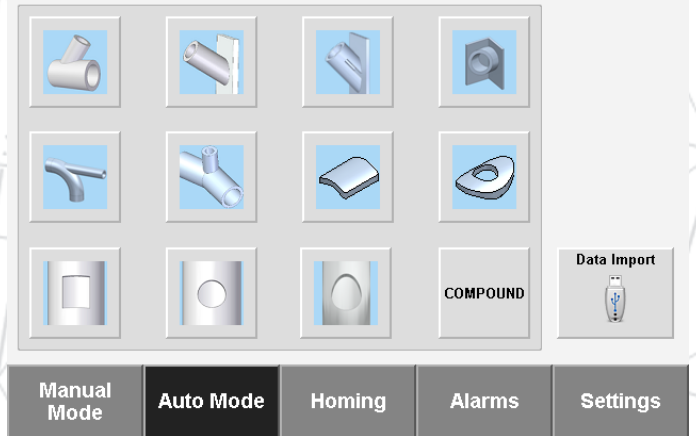 COMPOUND
Data Import
Manual
Mode
Auto Mode
Homing
Alarms
Settings